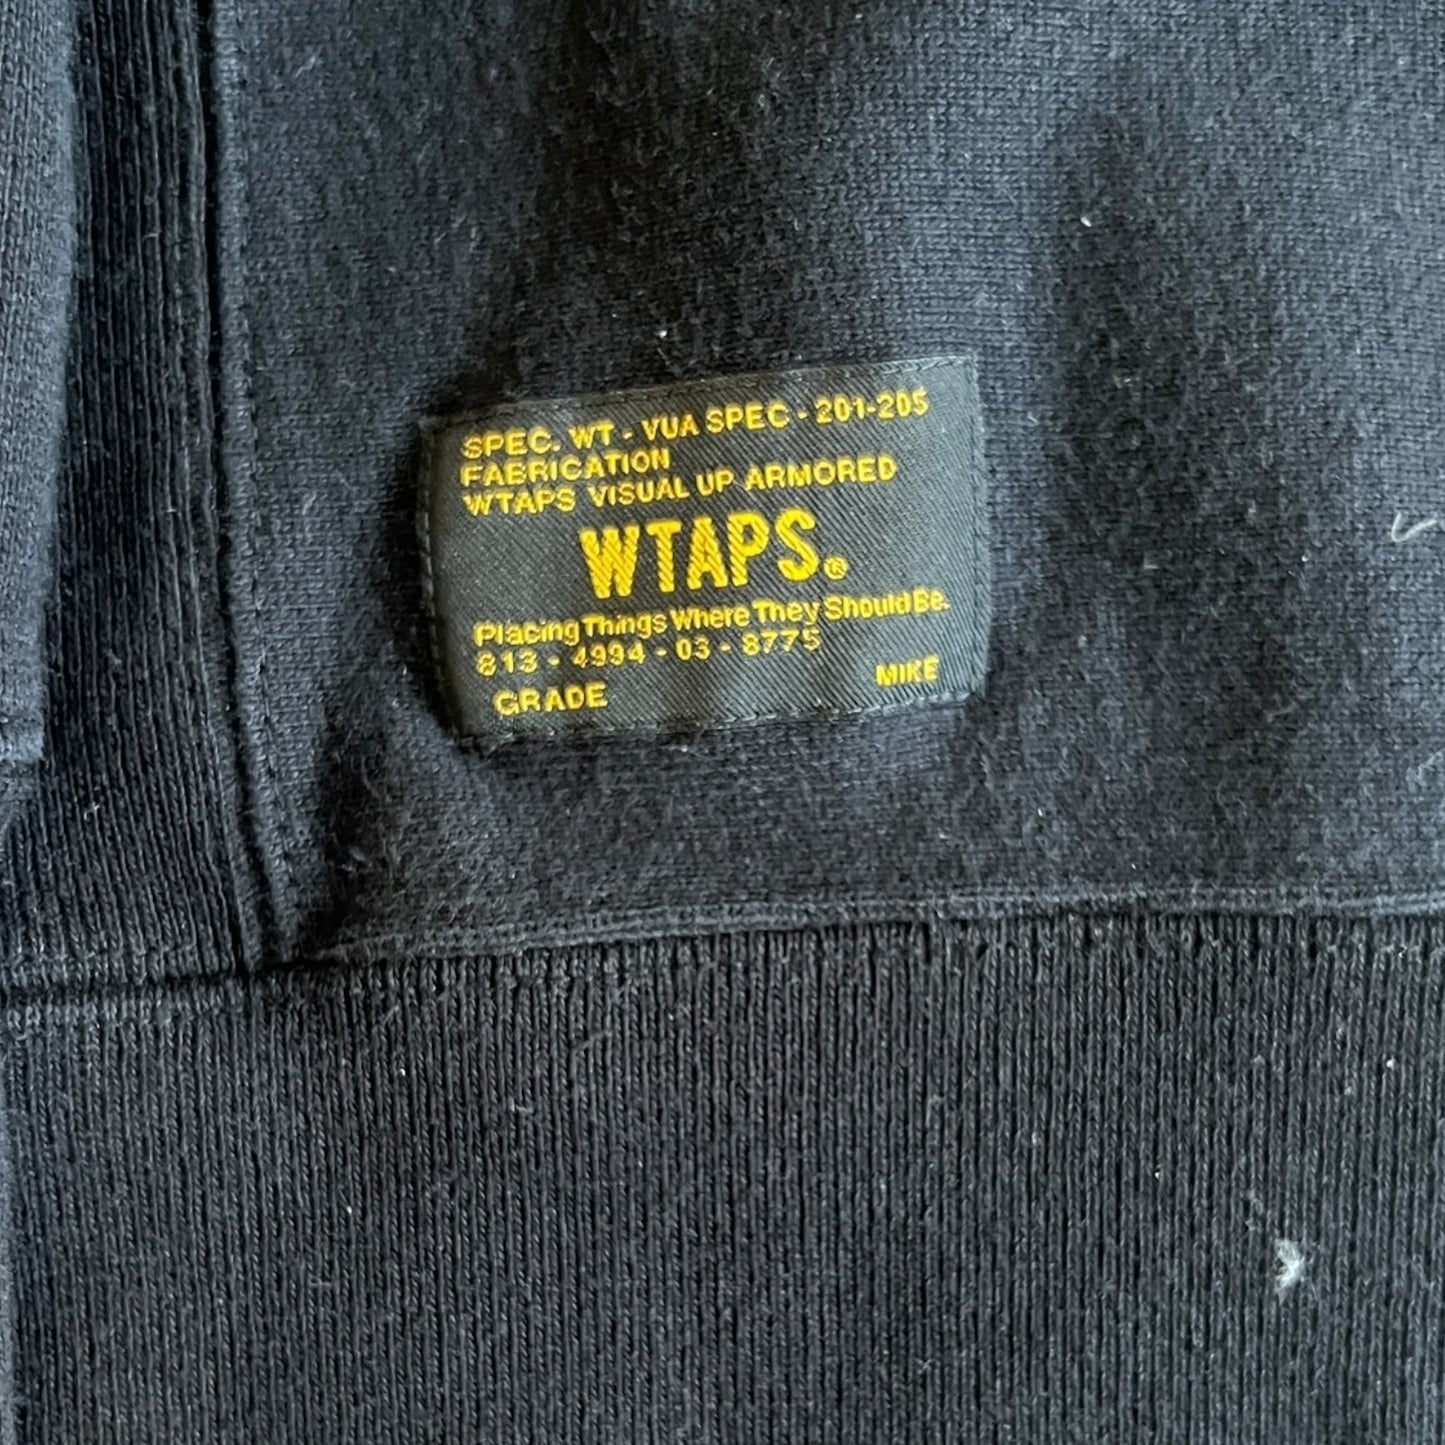 SPEC. WT - VUA SPEC - 201-205
FABRICATION
WTAPS VISUAL UP ARMORED
WTAPS.®
Placing Things Where They Should Be.
813 - 4994 - 03 - 8775
GRADE MIKE